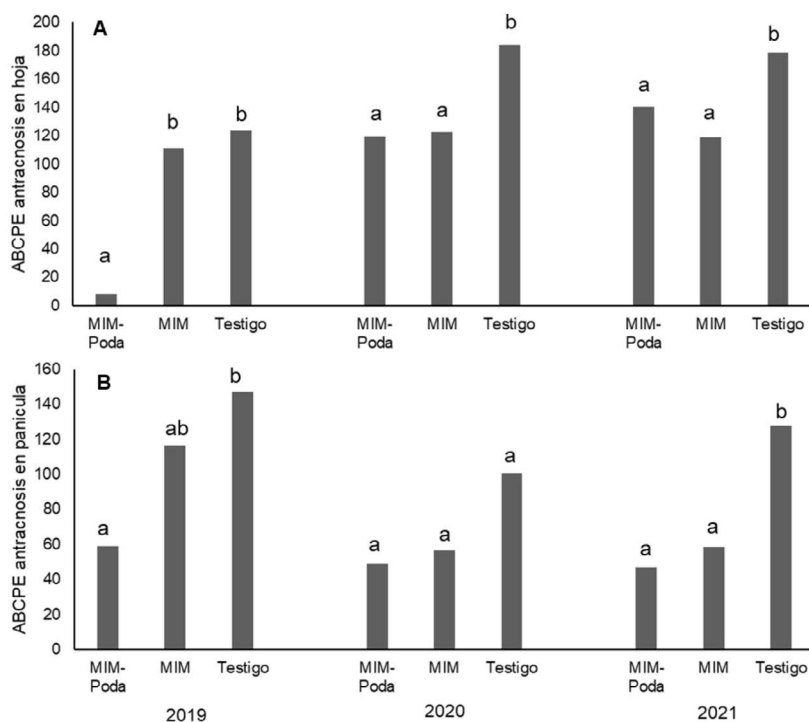 A
ABCPE antracnosis en hoja
200
180
160
140
120
100
80
60
40
20
0
a
b
b
a
a
b
a
a
b
MIM-
Poda
MIM
Testigo
MIM-
Poda
MIM
Testigo
MIM-
Poda
MIM
Testigo
B
ABCPE antracnosis en panicula
160
140
120
100
80
60
40
20
0
a
ab
b
a
a
a
a
a
b
MIM-
Poda
MIM
Testigo
MIM-
Poda
MIM
Testigo
MIM-
Poda
MIM
Testigo
2019
2020
2021